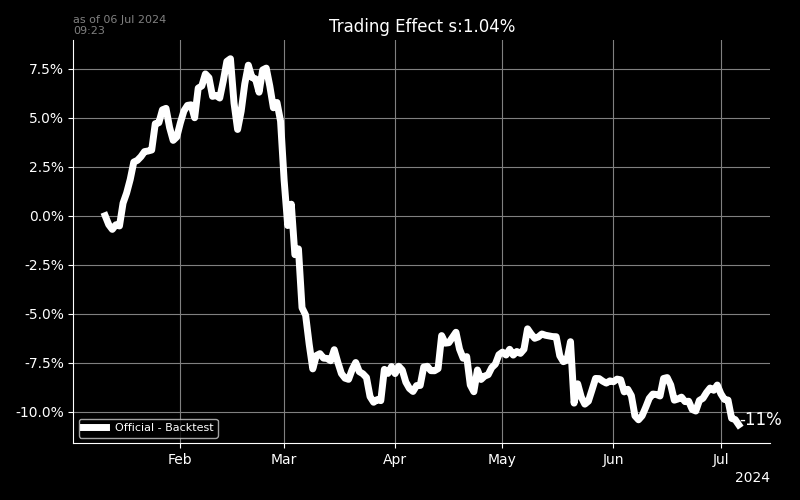 as of 06 Jul 2024
09:23
Trading Effect s:1.04%
7.5%
5.0%
2.5%
0.0%
-2.5%
-5.0%
-7.5%
-10.0%
-11%
Official - Backtest
Feb Mar Apr May Jun Jul
2024